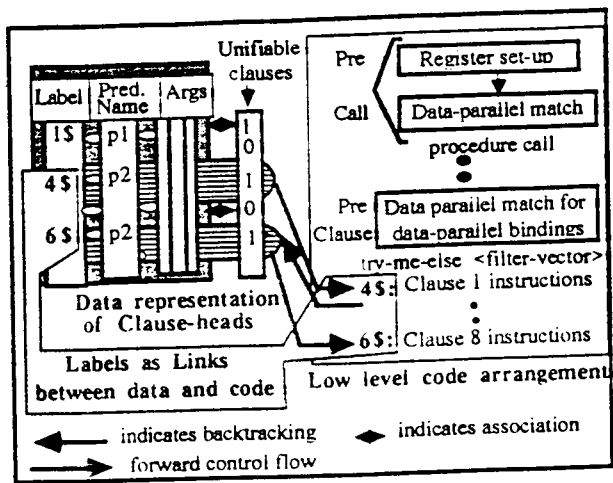 Unifiable
clauses
Label
Pred.
Name
Args
1$
p1
4$
p2
6$
p2
1
0
1
0
1
Data representation
of Clause-heads
Labels as Links
between data and code
Pre
Call
Register set-up
Data-parallel match
procedure call
Pre
Clause
Data parallel match for
data-parallel bindings
try-me-else <filter-vector>
4$: Clause 1 instructions
6$: Clause 8 instructions
Low level code arrangement
indicates backtracking
indicates association
forward control flow